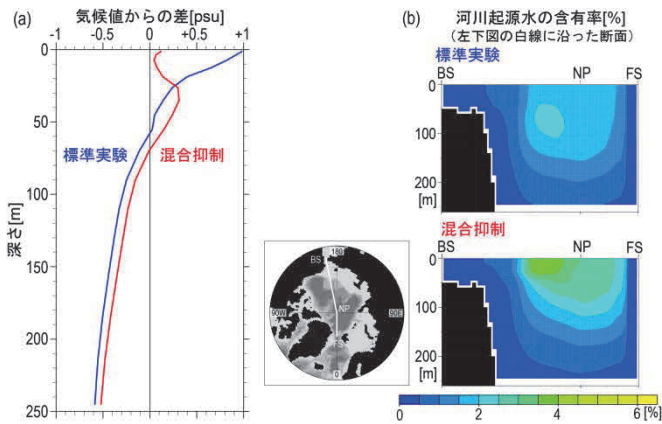 (a)
気候値からの差[psu]
-1 -0.5 0 +0.5 +1
0
50
100
150
200
250
深さ[m]
標準実験
混合抑制
180
BS
NP
90W
90E
FS
0
(b)
河川起源水の含有率[%]
(左下図の白線に沿った断面)
標準実験
BS NP FS
0
100
200
[m]
混合抑制
BS NP FS
0
100
200
[m]
0 2 4 6 [%]